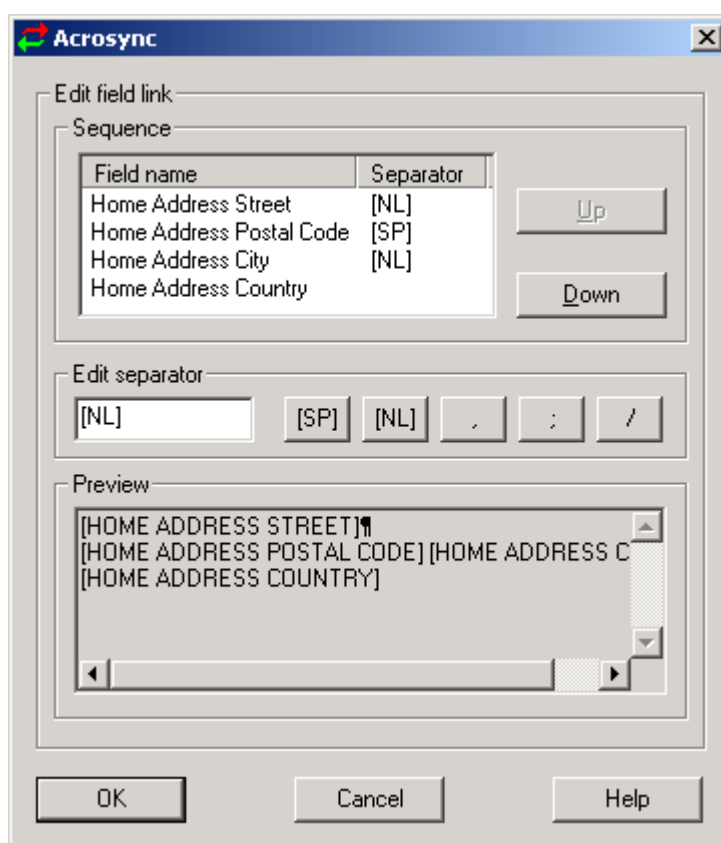 Acrosync
Edit field link
Sequence
Field name Separator
Home Address Street [NL]
Home Address Postal Code [SP]
Home Address City [NL]
Home Address Country
Up
Down
Edit separator
[NL] [SP] [NL] , ; /
Preview
[HOME ADDRESS STREET]¶
[HOME ADDRESS POSTAL CODE] [HOME ADDRESS C
[HOME ADDRESS COUNTRY]
OK Cancel Help